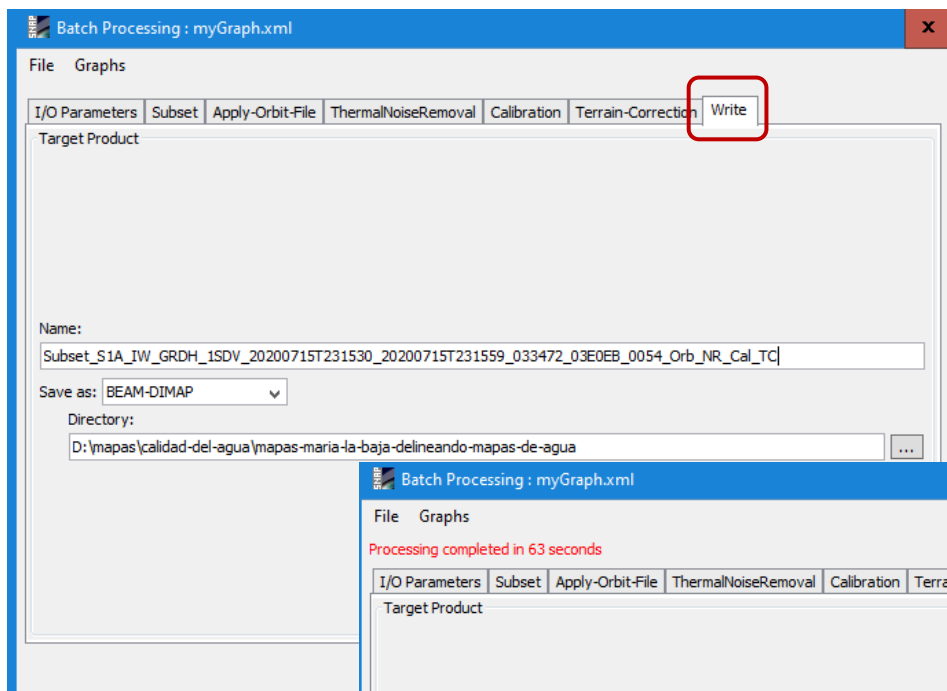 Batch Processing : myGraph.xml
x
File Graphs
I/O Parameters Subset Apply-Orbit-File ThermalNoiseRemoval Calibration Terrain-Correction Write
Target Product
Name:
Subset_S1A_IW_GRDH_1SDV_20200715T231530_20200715T231559_033472_03E0EB_0054_Orb_NR_Cal_TC
Save as: BEAM-DIMAP
Directory:
D:\mapas\calidad-del-agua\mapas-maria-la-baja-delineando-mapas-de-agua
...
Batch Processing : myGraph.xml
File Graphs
Processing completed in 63 seconds
I/O Parameters Subset Apply-Orbit-File ThermalNoiseRemoval Calibration Terra
Target Product